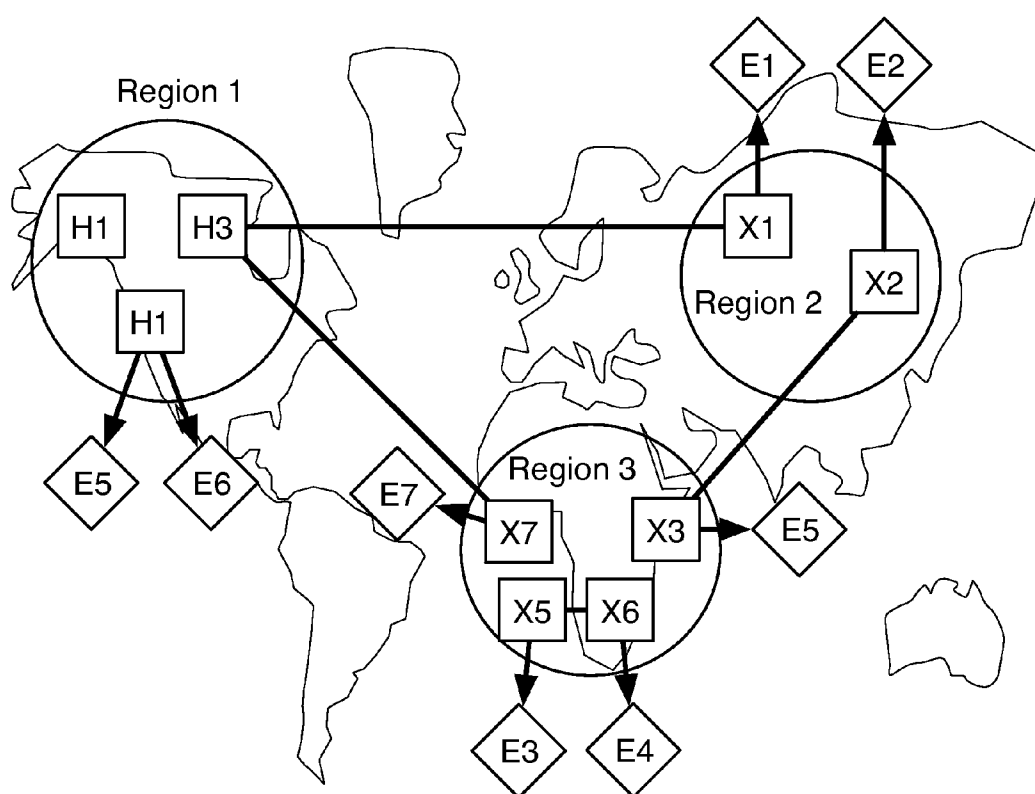 E1
E2
Region 1
H1
H3
X1
X2
Region 2
H1
Region 3
E5
E6
E7
X7
X3
E5
X5
X6
E3
E4